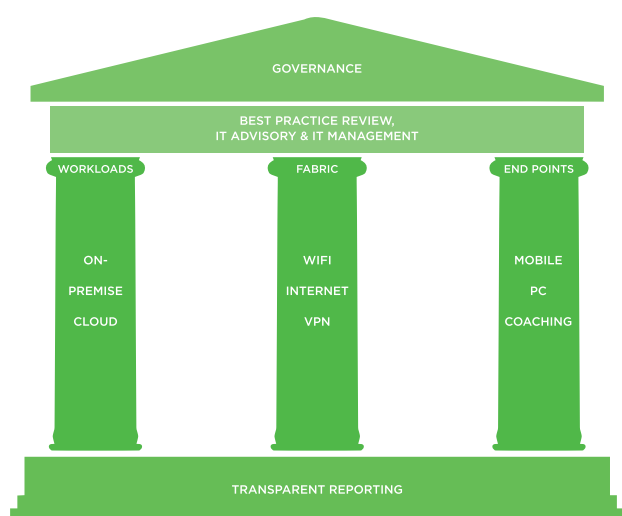 GOVERNANCE
BEST PRACTICE REVIEW,
IT ADVISORY & IT MANAGEMENT
WORKLOADS
ON-
PREMISE
CLOUD
FABRIC
WIFI
INTERNET
VPN
END POINTS
MOBILE
PC
COACHING
TRANSPARENT REPORTING